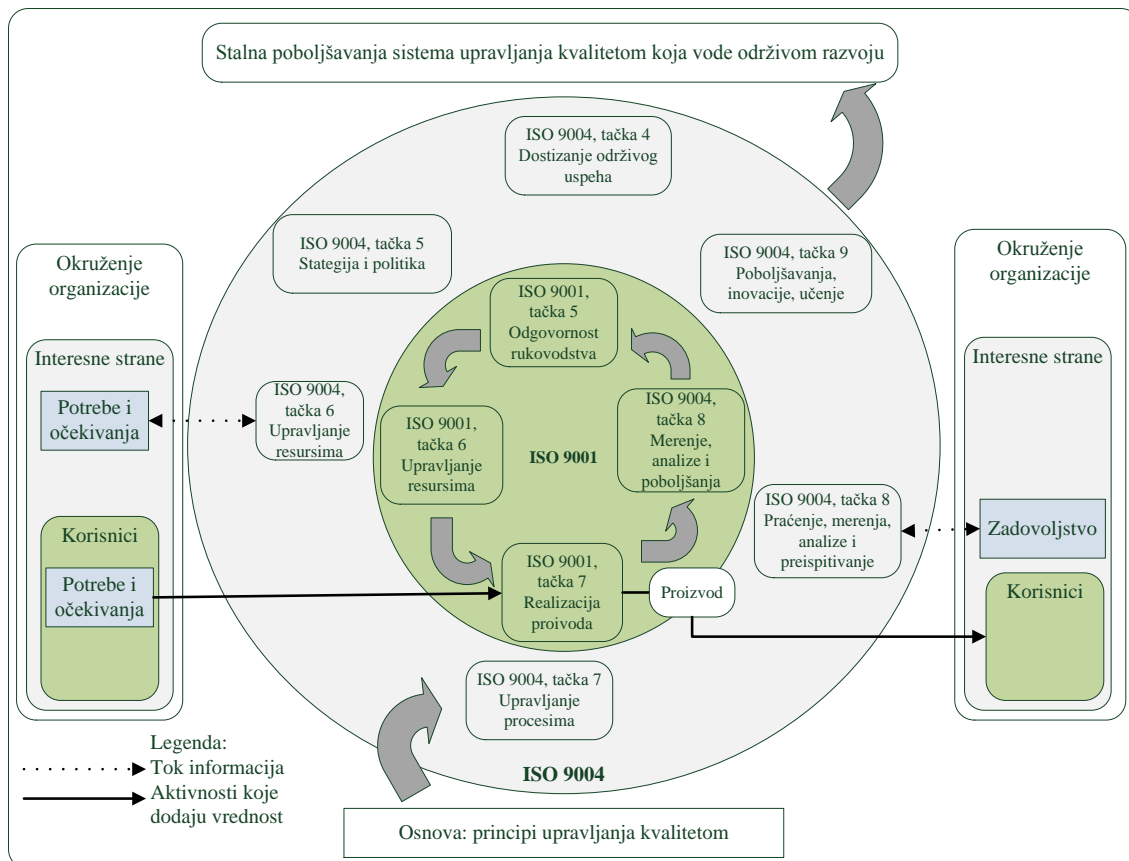 Stalna poboljšavanja sistema upravljanja kvalitetom koja vode održivom razvoju
ISO 9004, tačka 4
Dostizanje održivog
uspeha
ISO 9004, tačka 5
Stategija i politika
ISO 9004, tačka 9
Poboljšavanja,
inovacije, učenje
Okruženje
organizacije
Interesne strane
Potrebe i
očekivanja
Korisnici
Potrebe i
očekivanja
ISO 9004,
tačka 6
Upravljanje
resursima
ISO 9001,
tačka 5
Odgovornost
rukovodstva
ISO 9001,
tačka 6
Upravljanje
resursima
ISO 9001
ISO 9004,
tačka 8
Merenje,
analize i
poboljšanja
ISO 9001,
tačka 7
Realizacija
proivoda
Proizvod
ISO 9004, tačka 8
Praćenje, merenja,
analize i
preispitivanje
Okruženje
organizacije
Interesne strane
Zadovoljstvo
Korisnici
ISO 9004, tačka 7
Upravljanje
procesima
ISO 9004
Legenda:
Tok informacija
Aktivnosti koje
dodaju vrednost
Osnova: principi upravljanja kvalitetom